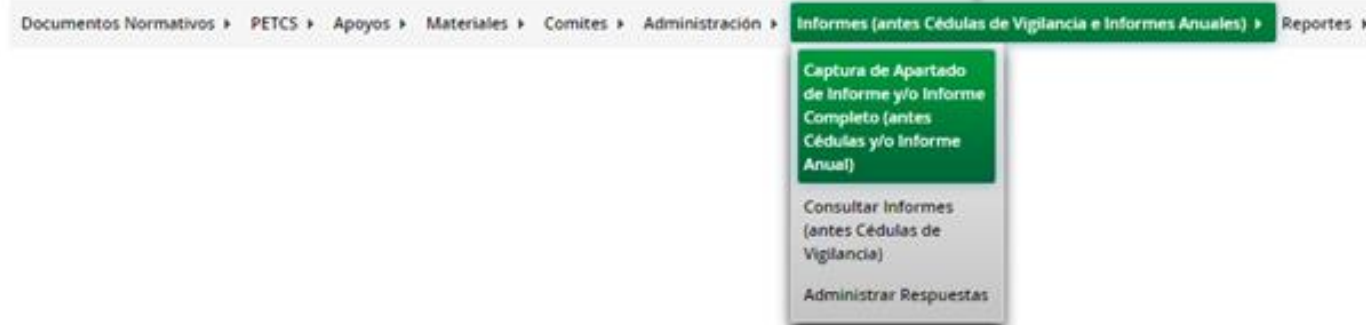 Documentos Normativos PETCS Apoyos Materiales Comites Administración Informes (antes Cédulas de Vigilancia e Informes Anuales) Reportes
Captura de Apartado
de Informe y/o Informe
Completo (antes
Cédulas y/o Informe
Anual)
Consultar Informes
(antes Cédulas de
Vigilancia)
Administrar Respuestas